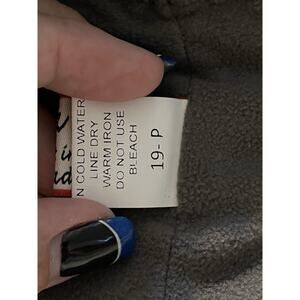 N COLD WATER
LINE DRY
WARM IRON
DO NOT USE
BLEACH
19-P